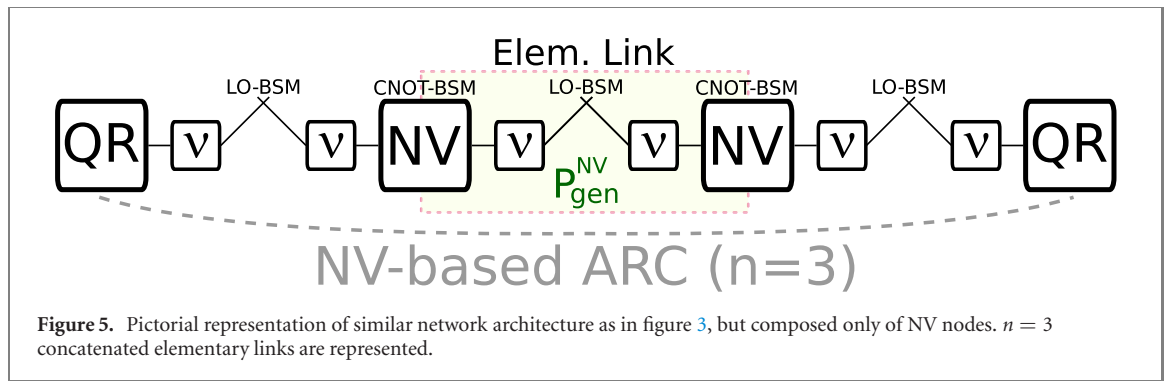 Elem. Link
LO-BSM CNOT-BSM LO-BSM CNOT-BSM LO-BSM
QR ν ν NV ν ν NV ν ν QR
P_gen^NV
NV-based ARC (n=3)
Figure 5. Pictorial representation of similar network architecture as in figure 3, but composed only of NV nodes. n = 3
concatenated elementary links are represented.